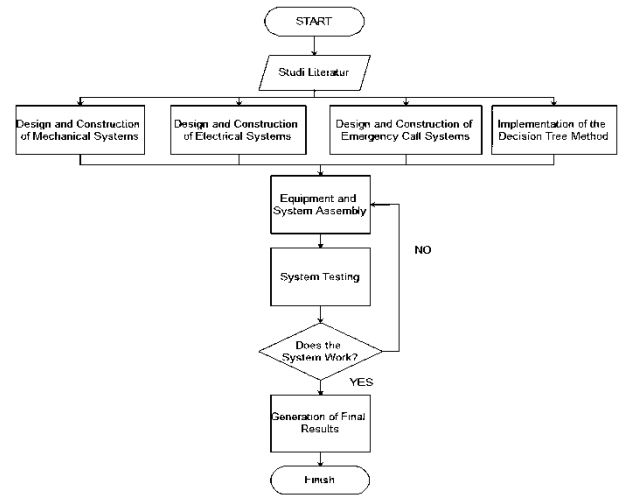 START
Studi Literatur
Design and Construction
of Mechanical Systems
Design and Construction
of Electrical Systems
Design and Construction of
Emergency Call Systems
Implementation of the
Decision Tree Method
Equipment and
System Assembly
NO
System Testing
Does the
System Work?
YES
Generation of Final
Results
Finish